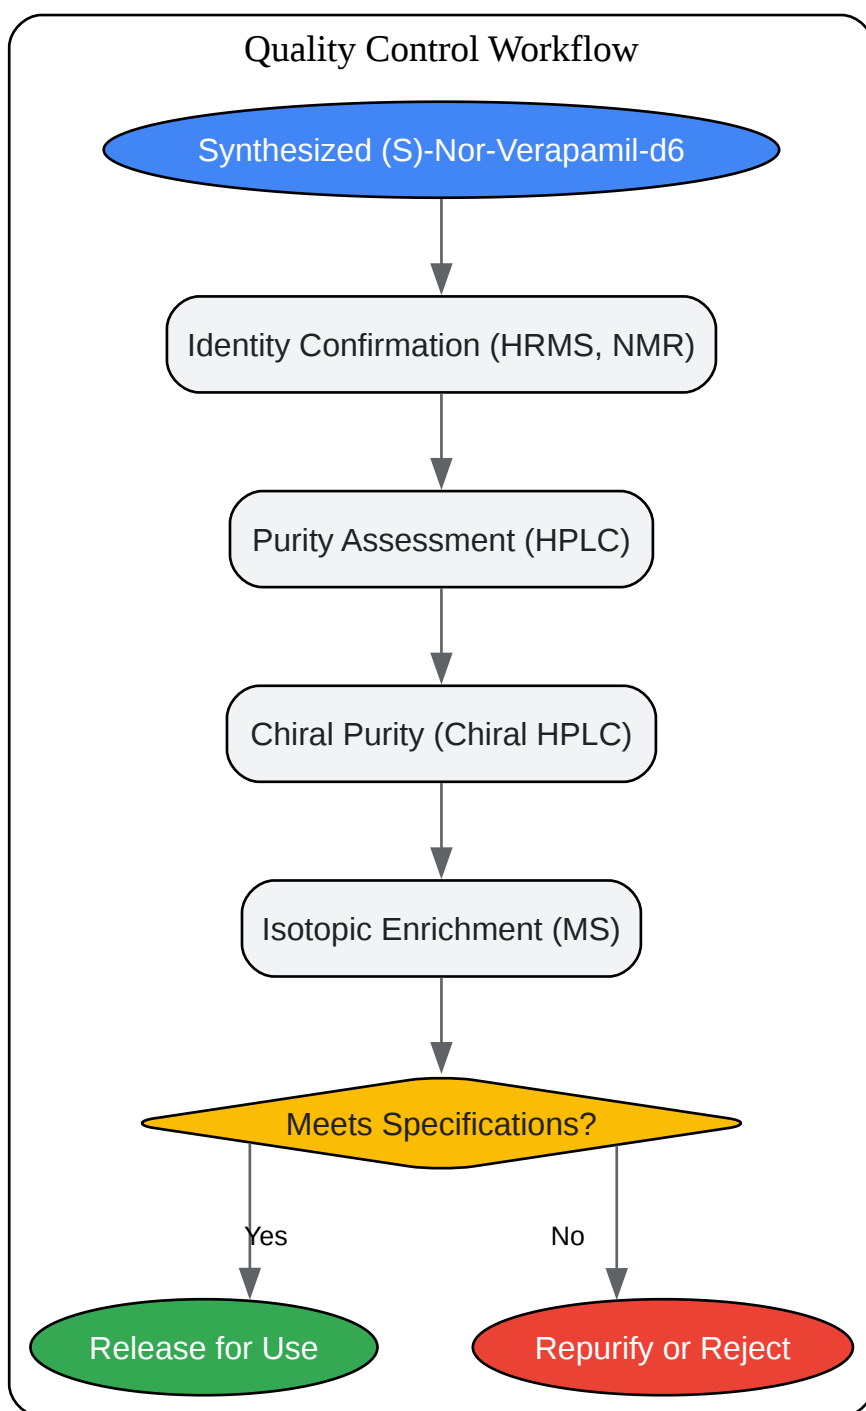 Quality Control Workflow
Synthesized (S)-Nor-Verapamil-d6
Identity Confirmation (HRMS, NMR)
Purity Assessment (HPLC)
Chiral Purity (Chiral HPLC)
Isotopic Enrichment (MS)
Meets Specifications?
Yes
No
Release for Use
Repurify or Reject